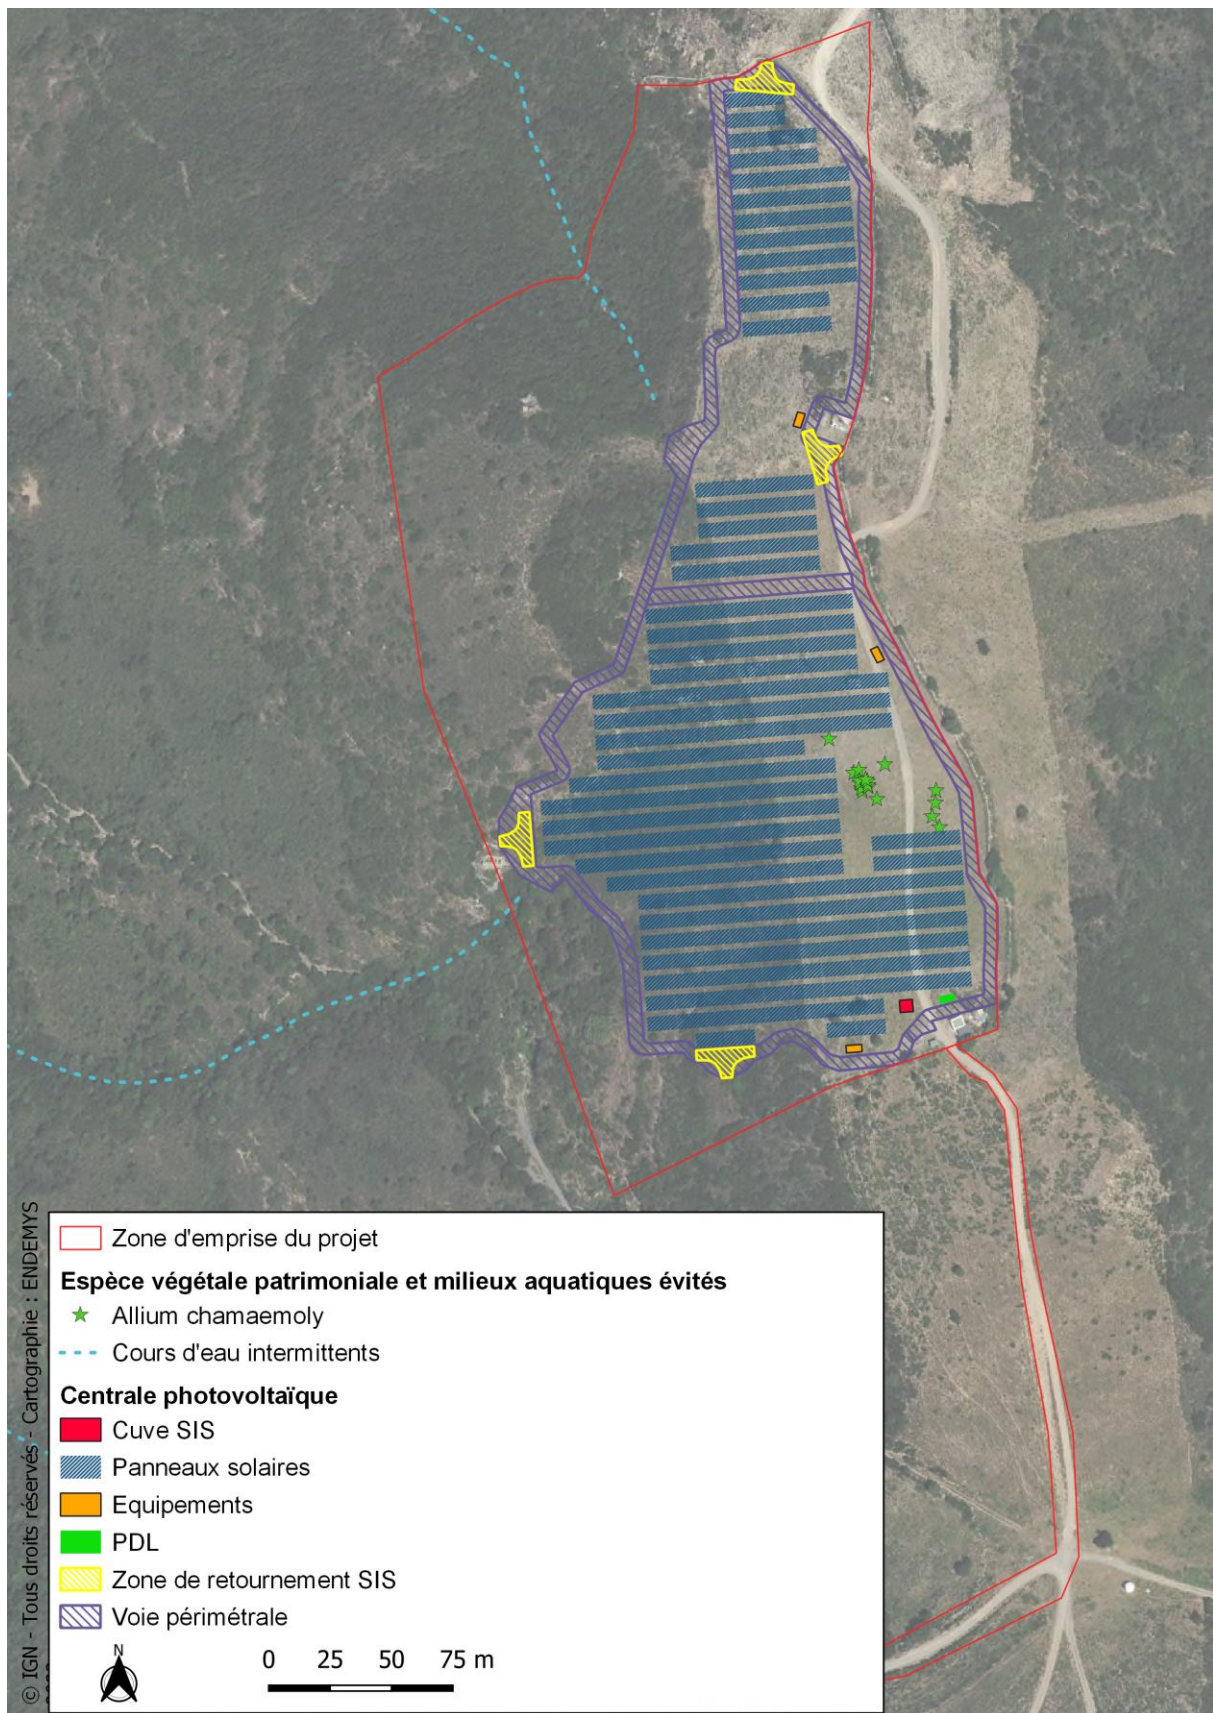 Zone d'emprise du projet
Espèce végétale patrimoniale et milieux aquatiques évités
Allium chamaemoly
Cours d'eau intermittents
Centrale photovoltaïque
Cuve SIS
Panneaux solaires
Equipements
PDL
Zone de retournement SIS
Voie périmétrale
N
0 25 50 75 m
© IGN - Tous droits réservés - Cartographie : ENDEMYS